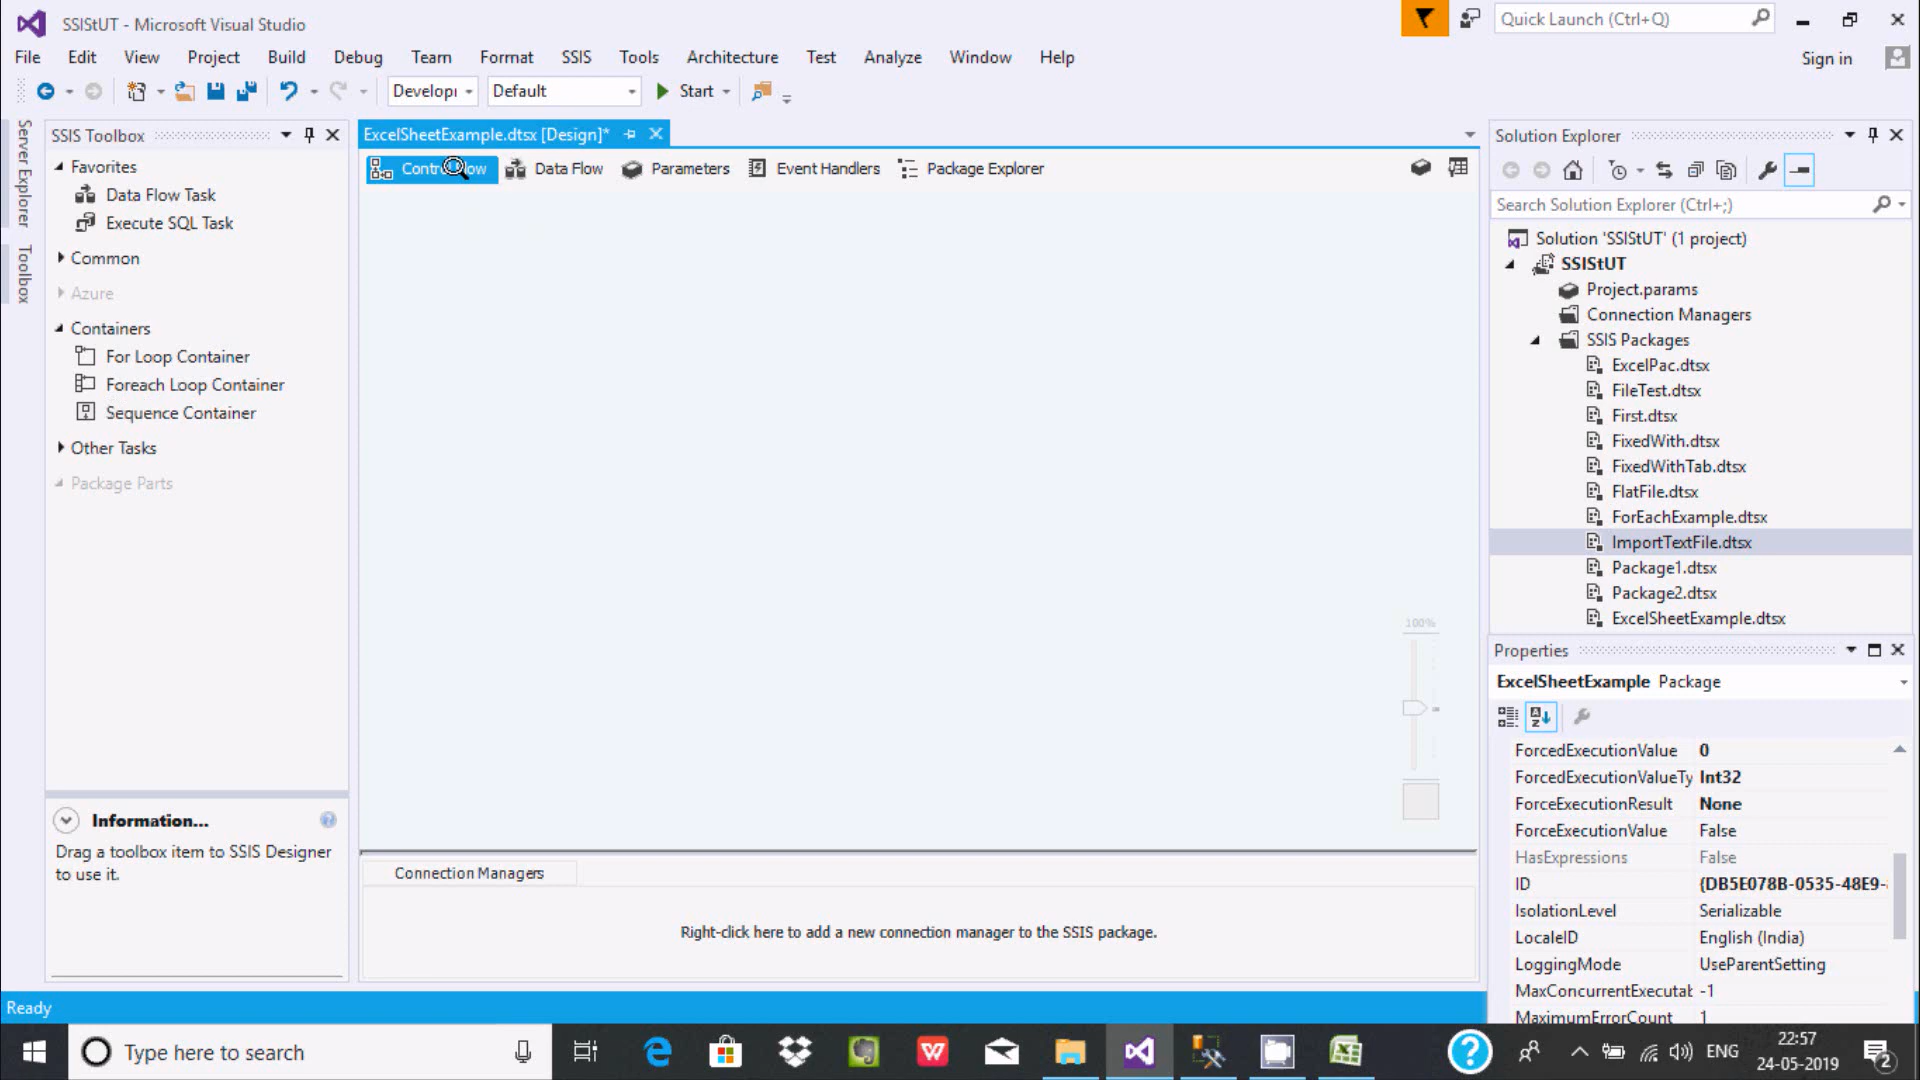 SSIStUT - Microsoft Visual Studio
Quick Launch (Ctrl+Q)
File Edit View Project Build Debug Team Format SSIS Tools Architecture Test Analyze Window Help
Sign in
Default
Start
Server Explorer
Toolbox
SSIS Toolbox
Favorites
Data Flow Task
Execute SQL Task
Common
Azure
Containers
For Loop Container
Foreach Loop Container
Sequence Container
Other Tasks
Package Parts
Information...
Drag a toolbox item to SSIS Designer
to use it.
ExcelSheetExample.dtsx [Design]*
Data Flow
Parameters
Event Handlers
Package Explorer
100%
Connection Managers
Right-click here to add a new connection manager to the SSIS package.
Solution Explorer
Search Solution Explorer (Ctrl+;)
Solution 'SSIStUT' (1 project)
SSIStUT
Project.params
Connection Managers
SSIS Packages
ExcelPac.dtsx
FileTest.dtsx
First.dtsx
FixedWith.dtsx
FixedWithTab.dtsx
FlatFile.dtsx
ForEachExample.dtsx
ImportTextFile.dtsx
Package1.dtsx
Package2.dtsx
ExcelSheetExample.dtsx
Properties
ExcelSheetExample Package
ForcedExecutionValue 0
ForcedExecutionValueTy Int32
ForceExecutionResult None
ForceExecutionValue False
HasExpressions False
ID {DB5E078B-0535-48E9-
IsolationLevel Serializable
LocaleID English (India)
LoggingMode UseParentSetting
MaxConcurrentExecutab -1
MaximumErrorCount 1
Ready
Type here to search
ENG
22:57
24-05-2019
2